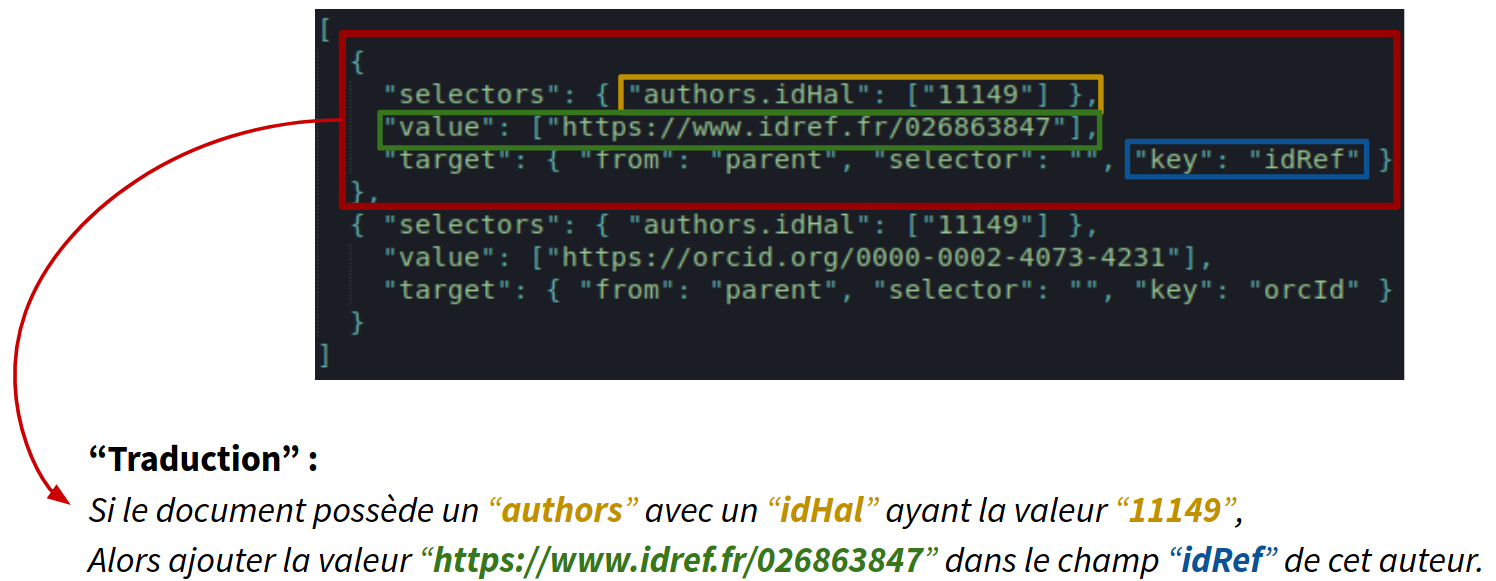 [
{
"selectors": { "authors.idHal": ["11149"] },
"value": ["https://www.idref.fr/026863847"],
"target": { "from": "parent", "selector": "", "key": "idRef" }
},
{ "selectors": { "authors.idHal": ["11149"] },
"value": ["https://orcid.org/0000-0002-4073-4231"],
"target": { "from": "parent", "selector": "", "key": "orcId" }
}
]
“Traduction” :
Si le document possède un “authors” avec un “idHal” ayant la valeur “11149”,
Alors ajouter la valeur “https://www.idref.fr/026863847” dans le champ “idRef” de cet auteur.